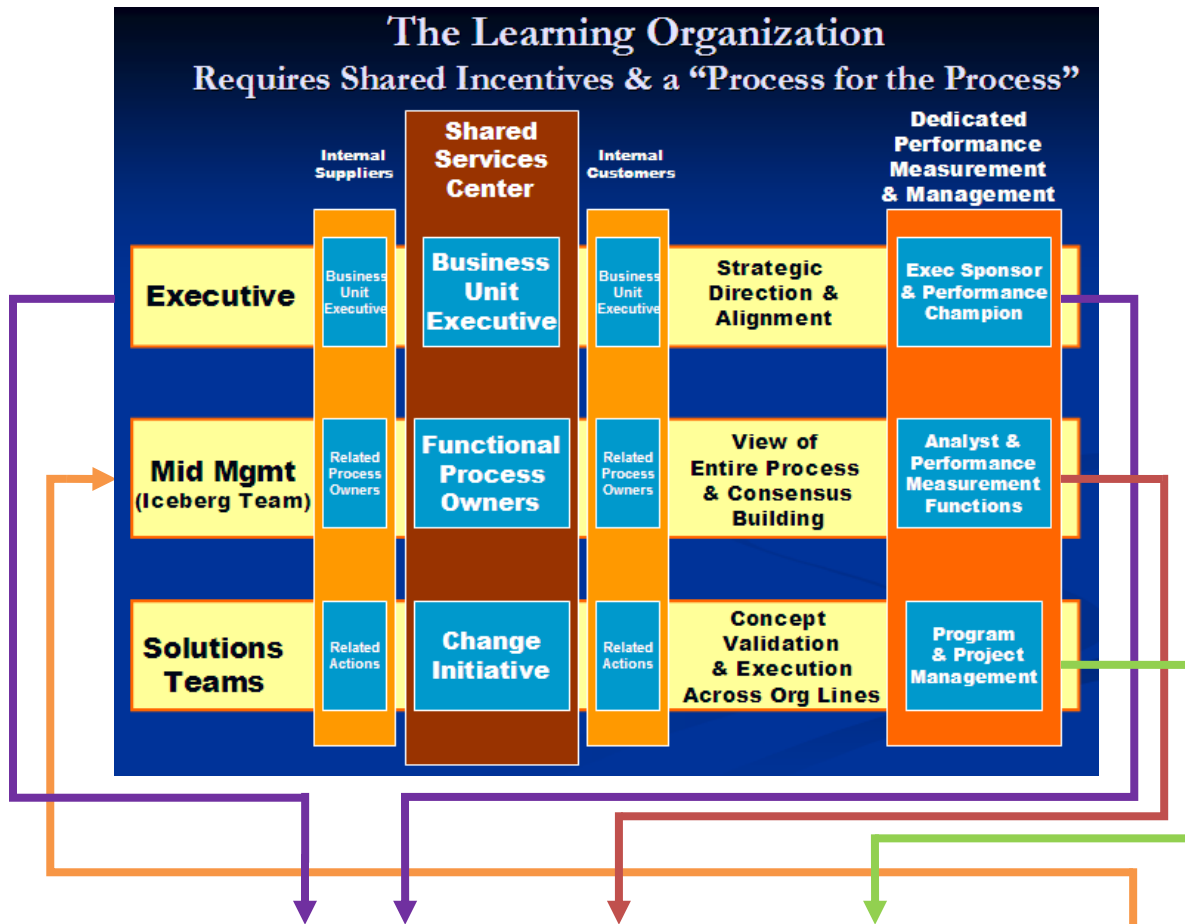 The Learning Organization
Requires Shared Incentives & a “Process for the Process”
Internal
Suppliers
Shared
Services
Center
Internal
Customers
Dedicated
Performance
Measurement
& Management
Executive
Business
Unit
Executive
Business
Unit
Executive
Business
Unit
Executive
Strategic
Direction &
Alignment
Exec Sponsor
& Performance
Champion
Mid Mgmt
(Iceberg Team)
Related
Process
Owners
Functional
Process
Owners
Related
Process
Owners
View of
Entire Process
& Consensus
Building
Analyst &
Performance
Measurement
Functions
Solutions
Teams
Related
Actions
Change
Initiative
Related
Actions
Concept
Validation
& Execution
Across Org Lines
Program
& Project
Management